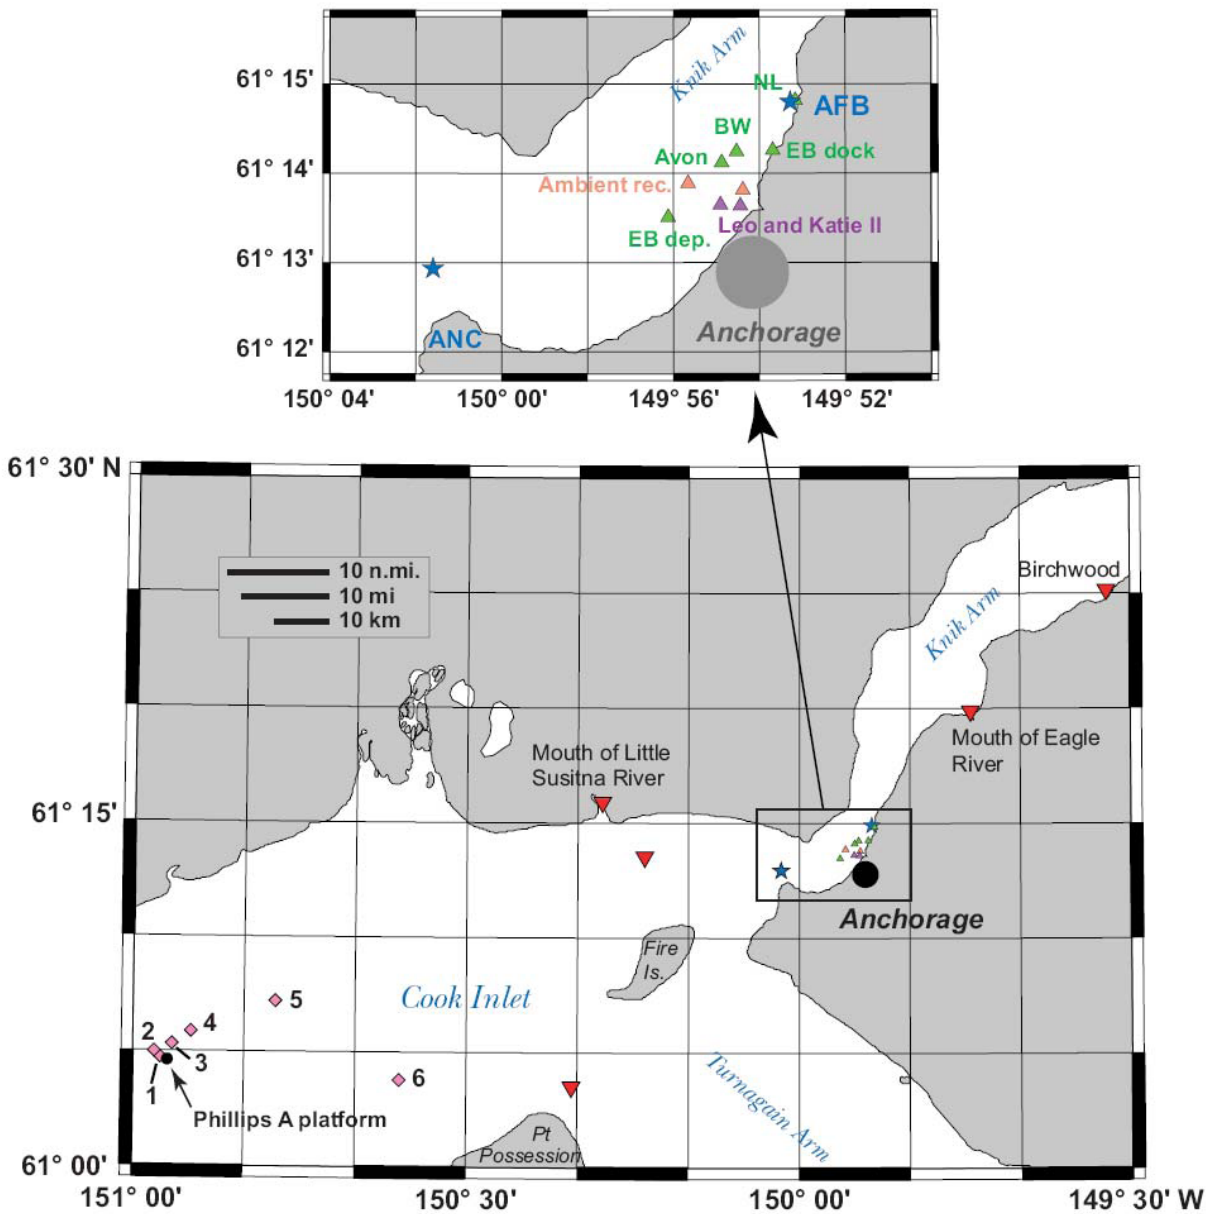 Knik Arm
61° 15'
NL
AFB
BW
EB dock
61° 14'
Avon
Ambient rec.
Leo and Katie II
EB dep.
61° 13'
Anchorage
ANC
61° 12'
150° 04'
150° 00'
149° 56'
149° 52'
61° 30' N
10 n.mi.
10 mi
10 km
Birchwood
Knik Arm
Mouth of Little
Susitna River
Mouth of Eagle
River
61° 15'
Anchorage
Fire
Is.
Cook Inlet
5
4
2
3
1
6
Phillips A platform
Turnagain Arm
Pt
Possession
61° 00'
151° 00'
150° 30'
150° 00'
149° 30' W